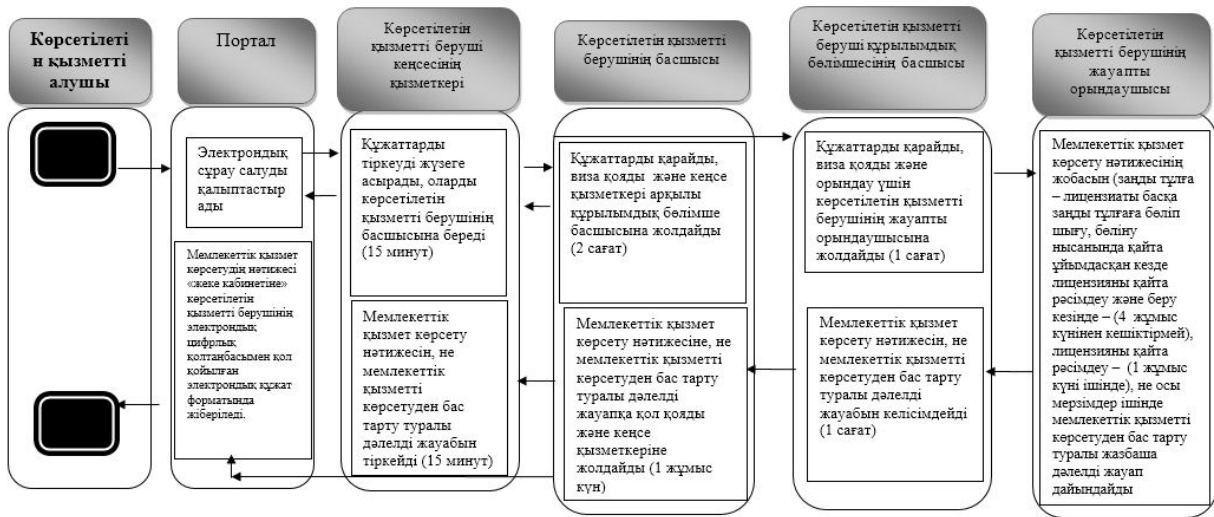 Көрсетілеті
н қызметті
алушы
Портал
Көрсетілетін
қызметті беруші
кеңсесінің
қызметкері
Көрсетілетін қызметті
берушінің басшысы
Көрсетілетін қызметті
беруші құрылымдық
бөлімшесінің басшысы
Көрсетілетін
қызметті берушінің
жауапты
орындаушысы
Электрондық
сұрау салуды
қалыптастыр
ады
Құжаттарды
тіркеуді жүзеге
асырады, оларды
көрсетілетін
қызметті берушінің
басшысына береді
(15 минут)
Құжаттарды қарайды,
виза қояды және кеңсе
қызметкері арқылы
құрылымдық бөлімше
басшысына жолдайды
(2 сағат)
Құжаттарды қарайды,
виза қояды және
орындау үшін
көрсетілетін қызметті
берушінің жауапты
орындаушысына
жолдайды (1 сағат)
Мемлекеттік қызмет
көрсету нәтижесінің
жобасын (заңды тұлға
– лицензиаты басқа
заңды тұлғаға бөліп
шығу, бөліну
нысанында қайта
ұйымдасқан кезде
лицензияны қайта
рәсімдеу және беру
кезінде – (4 жұмыс
күнінен кешіктірмей),
лицензияны қайта
рәсімдеу – (1 жұмыс
күні ішінде), не осы
мерзімдер ішінде
мемлекеттік қызметті
көрсетуден бас тарту
туралы жазбаша
дәлелді жауап
дайындайды
Мемлекеттік қызмет
көрсетудің нәтижесі
«жеке кабинетіне»
көрсетілетін
қызметті берушінің
электрондық
цифрлық
қолтаңбасымен қол
қойылған
электрондық құжат
форматында
жіберіледі.
Мемлекеттік
қызмет көрсету
нәтижесін, не
мемлекеттік
қызметті
көрсетуден бас
тарту туралы
дәлелді жауабын
тіркейді (15 минут)
Мемлекеттік қызмет
көрсету нәтижесіне, не
мемлекеттік қызметті
көрсетуден бас тарту
туралы дәлелді
жауапқа қол қояды
және кеңсе
қызметкеріне
жолдайды (1 жұмыс
күн)
Мемлекеттік қызмет
көрсету нәтижесін, не
мемлекеттік қызметті
көрсетуден бас тарту
туралы дәлелді
жауабын келісімдейді
(1 сағат)